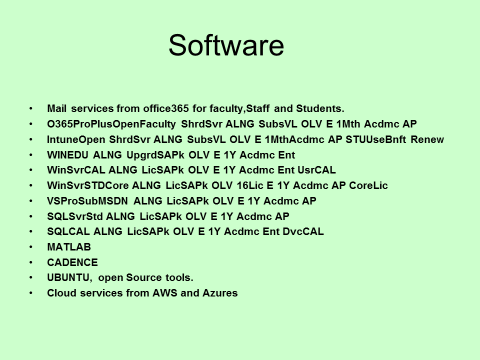 Software
• Mail services from office365 for faculty,Staff and Students.
• O365ProPlusOpenFaculty ShrdSvr ALNG SubsVL OLV E 1Mth Acdmc AP
• IntuneOpen ShrdSvr ALNG SubsVL OLV E 1MthAcdmc AP STUUseBnft Renew
• WINEDU ALNG UpgrdSAPk OLV E 1Y Acdmc Ent
• WinSvrCAL ALNG LicSAPk OLV E 1Y Acdmc Ent UsrCAL
• WinSvrSTDCore ALNG LicSAPk OLV 16Lic E 1Y Acdmc AP CoreLic
• VSProSubMSDN ALNG LicSAPk OLV E 1Y Acdmc AP
• SQLSvrStd ALNG LicSAPk OLV E 1Y Acdmc AP
• SQLCAL ALNG LicSAPk OLV E 1Y Acdmc Ent DvcCAL
• MATLAB
• CADENCE
• UBUNTU, open Source tools.
• Cloud services from AWS and Azures